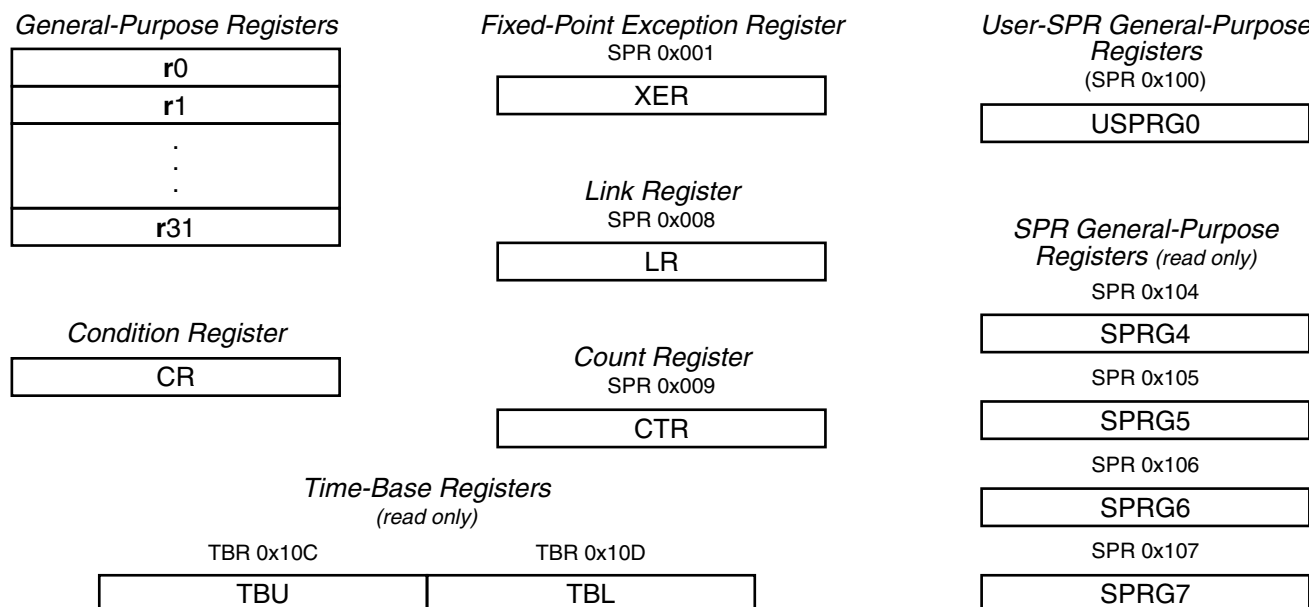 General-Purpose Registers
r0
r1
.
.
.
r31
Condition Register
CR
Fixed-Point Exception Register
SPR 0x001
XER
Link Register
SPR 0x008
LR
Count Register
SPR 0x009
CTR
Time-Base Registers
(read only)
TBR 0x10C
TBR 0x10D
TBU
TBL
User-SPR General-Purpose
Registers
(SPR 0x100)
USPRG0
SPR General-Purpose
Registers (read only)
SPR 0x104
SPRG4
SPR 0x105
SPRG5
SPR 0x106
SPRG6
SPR 0x107
SPRG7